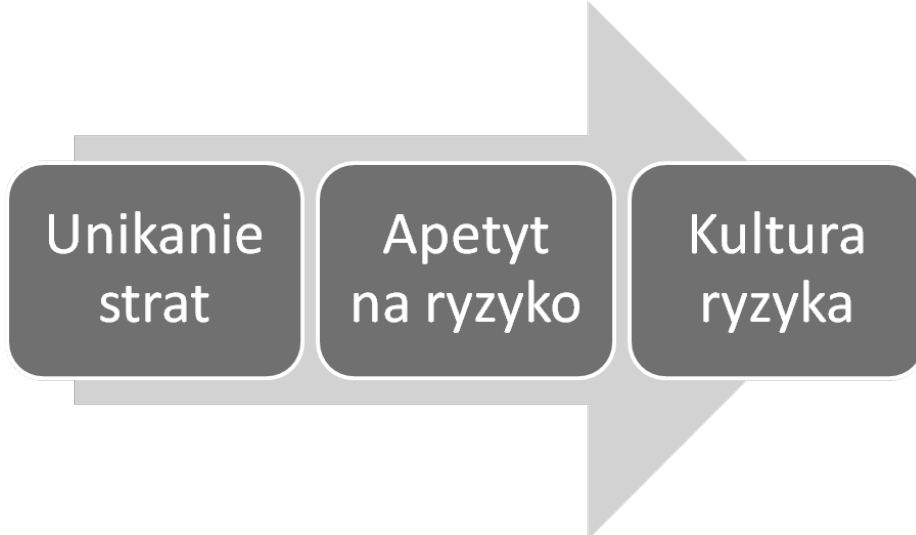 Unikanie
strat
Apetyt
na ryzyko
Kultura
ryzyka